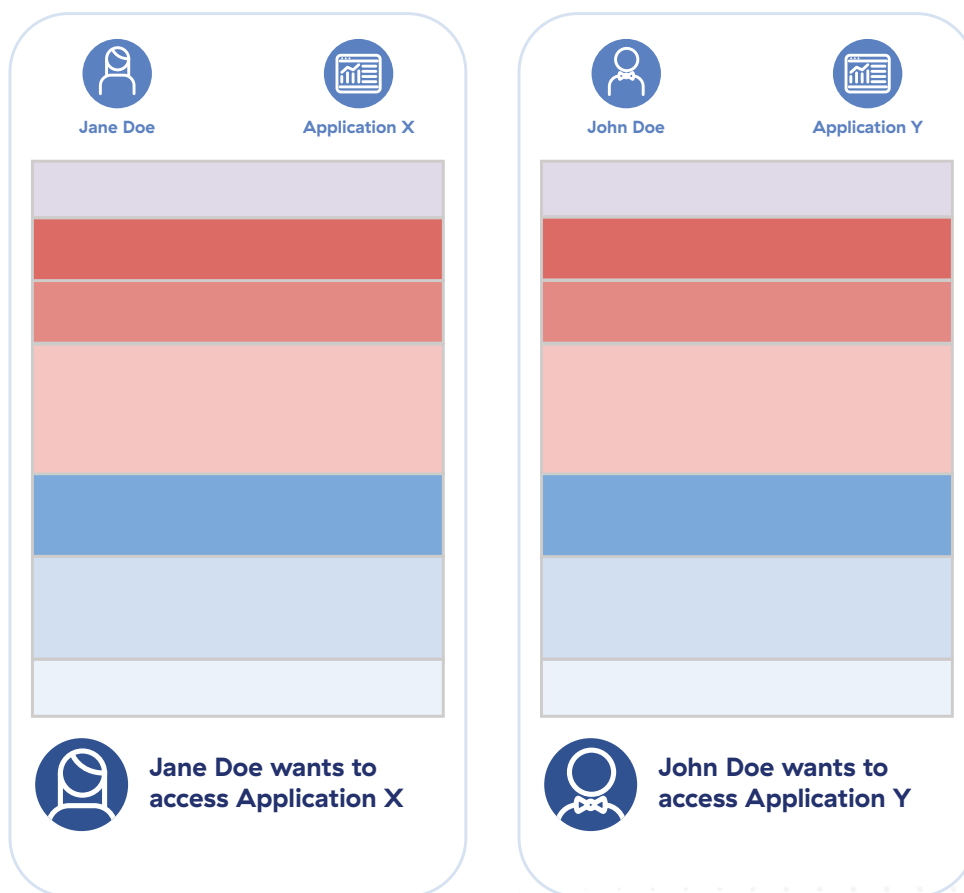 Jane Doe
Application X
John Doe
Application Y
Jane Doe wants to
access Application X
John Doe wants to
access Application Y